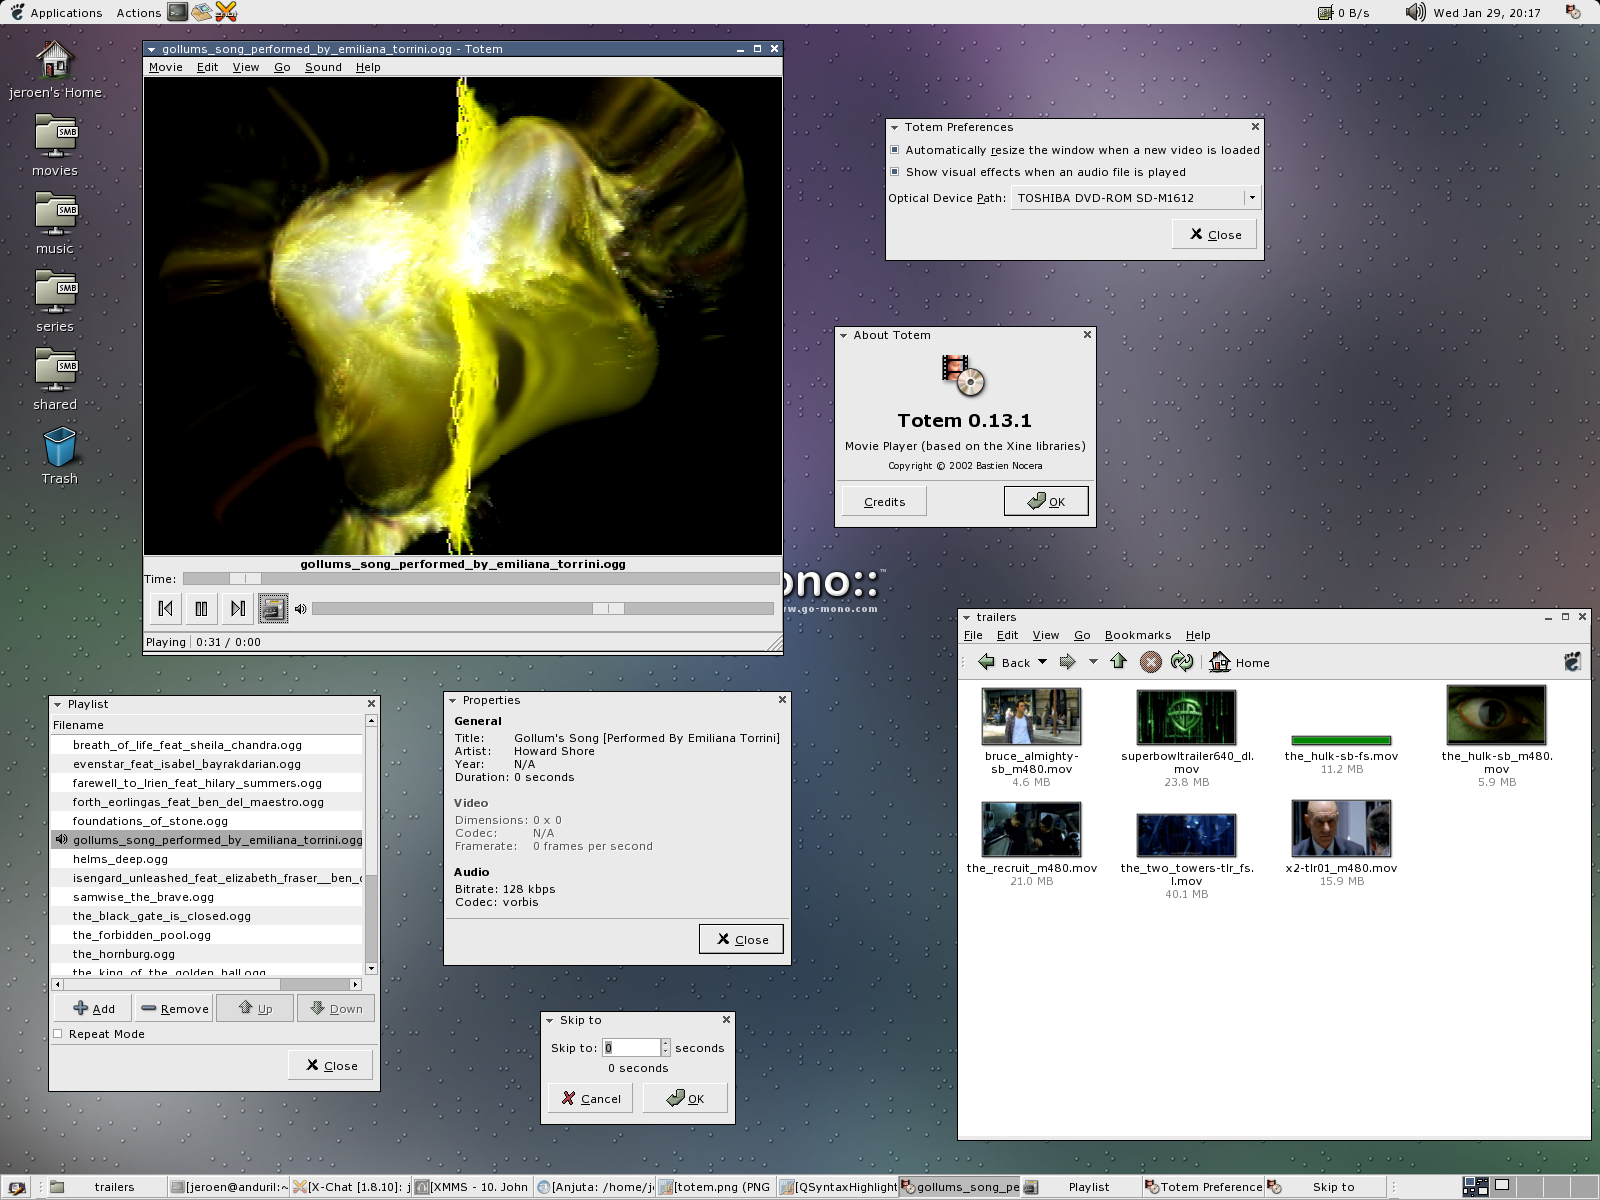 Applications Actions 0 B/s Wed Jan 29, 20:17
jeroen's Home
SMB
movies
SMB
music
SMB
series
SMB
shared
Trash
gollums_song_performed_by_emiliana_torrini.ogg - Totem
Movie Edit View Go Sound Help
gollums_song_performed_by_emiliana_torrini.ogg
Time:
Playing 0:31 / 0:00
Totem Preferences
Automatically resize the window when a new video is loaded
Show visual effects when an audio file is played
Optical Device Path: TOSHIBA DVD-ROM SD-M1612
Close
About Totem
Totem 0.13.1
Movie Player (based on the Xine libraries)
Copyright © 2002 Bastien Nocera
Credits OK
ono::™
w.go-mono.com
trailers
File Edit View Go Bookmarks Help
Back Home
bruce_almighty-
sb_m480.mov
4.6 MB
superbowltrailer640_dl.
mov
23.8 MB
the_hulk-sb-fs.mov
11.2 MB
the_hulk-sb_m480.
mov
5.9 MB
the_recruit_m480.mov
21.0 MB
the_two_towers-tlr_fs.
l.mov
40.1 MB
x2-tlr01_m480.mov
15.9 MB
Playlist
Filename
breath_of_life_feat_sheila_chandra.ogg
evenstar_feat_isabel_bayrakdarian.ogg
farewell_to_lrien_feat_hilary_summers.ogg
forth_eorlingas_feat_ben_del_maestro.ogg
foundations_of_stone.ogg
gollums_song_performed_by_emiliana_torrini.ogg
helms_deep.ogg
isengard_unleashed_feat_elizabeth_fraser__ben_
samwise_the_brave.ogg
the_black_gate_is_closed.ogg
the_forbidden_pool.ogg
the_hornburg.ogg
the_king_of_the_golden_hall.ogg
Add Remove Up Down
Repeat Mode
Close
Properties
General
Title: Gollum's Song [Performed By Emiliana Torrini]
Artist: Howard Shore
Year: N/A
Duration: 0 seconds
Video
Dimensions: 0 x 0
Codec: N/A
Framerate: 0 frames per second
Audio
Bitrate: 128 kbps
Codec: vorbis
Close
Skip to
Skip to: 0 seconds
0 seconds
Cancel OK
trailers [jeroen@anduril:~ [X-Chat [1.8.10]: j [XMMS - 10. John [Anjuta: /home/j [totem.png (PNG [QSyntaxHighlight gollums_song_pe Playlist Totem Preference Skip to